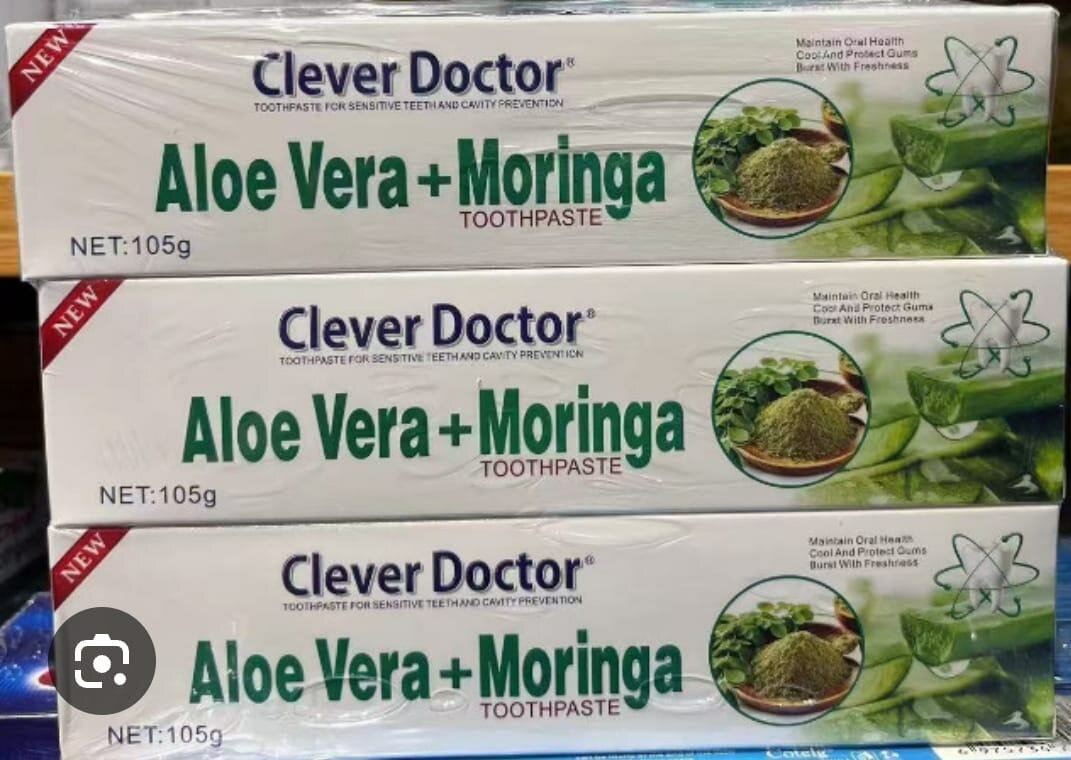 NEW
Clever Doctor®
TOOTHPASTE FOR SENSITIVE TEETH AND CAVITY PREVENTION
Maintain Oral Health
Cool And Protect Gums
Burst With Freshness
Aloe Vera + Moringa
TOOTHPASTE
NET:105g
NEW
Clever Doctor®
TOOTHPASTE FOR SENSITIVE TEETH AND CAVITY PREVENTION
Maintain Oral Health
Cool And Protect Gums
Burst With Freshness
Aloe Vera + Moringa
TOOTHPASTE
NET:105g
NEW
Clever Doctor®
TOOTHPASTE FOR SENSITIVE TEETH AND CAVITY PREVENTION
Maintain Oral Health
Cool And Protect Gums
Burst With Freshness
Aloe Vera + Moringa
TOOTHPASTE
NET:105g